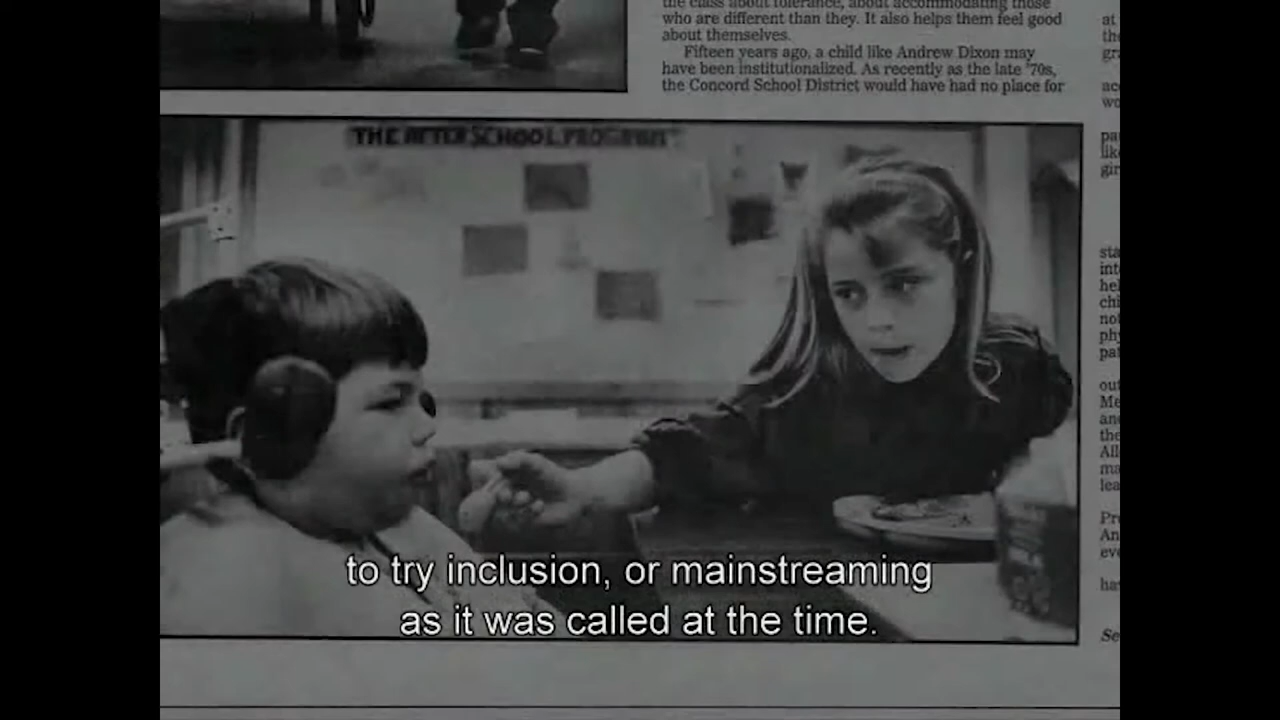 the class about tolerance, about accommodating those
who are different than they. It also helps them feel good
about themselves.
Fifteen years ago, a child like Andrew Dixon may
have been institutionalized. As recently as the late '70s,
the Concord School District would have had no place for
at
THE AFTER SCHOOL PROGRAM
to try inclusion, or mainstreaming
as it was called at the time.